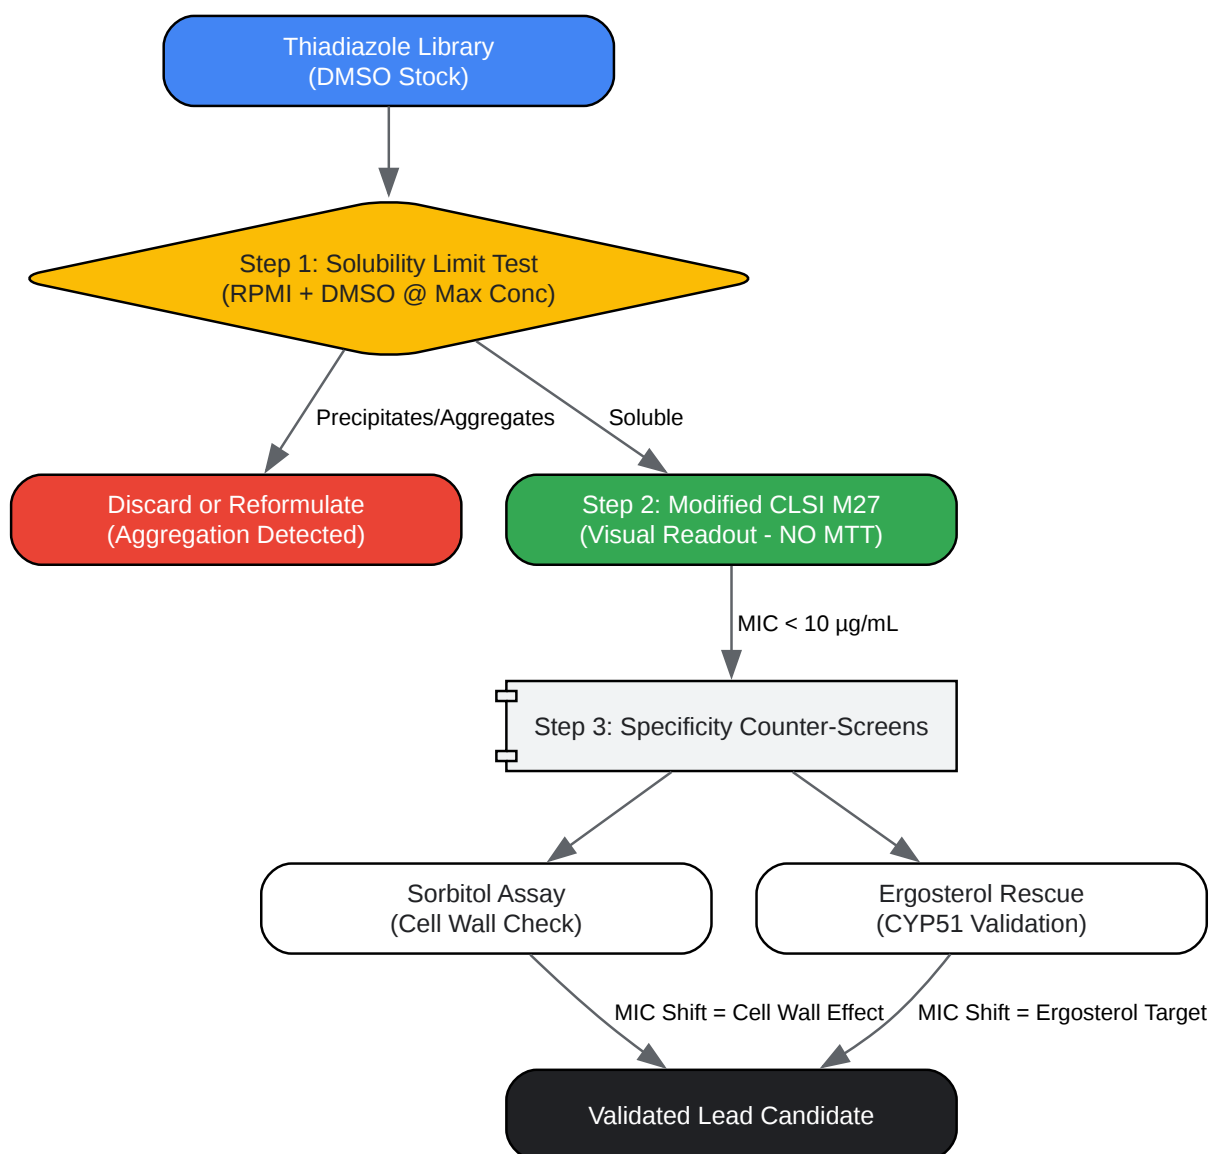 Thiadiazole Library
(DMSO Stock)
Step 1: Solubility Limit Test
(RPMI + DMSO @ Max Conc)
Precipitates/Aggregates
Soluble
Discard or Reformulate
(Aggregation Detected)
Step 2: Modified CLSI M27
(Visual Readout - NO MTT)
MIC < 10 µg/mL
Step 3: Specificity Counter-Screens
Sorbitol Assay
(Cell Wall Check)
Ergosterol Rescue
(CYP51 Validation)
MIC Shift = Cell Wall Effect
MIC Shift = Ergosterol Target
Validated Lead Candidate